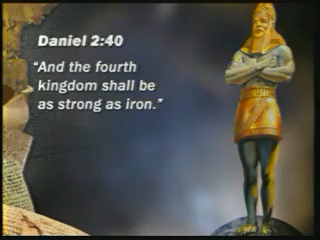 Daniel 2:40
“And the fourth
kingdom shall be
as strong as iron.”